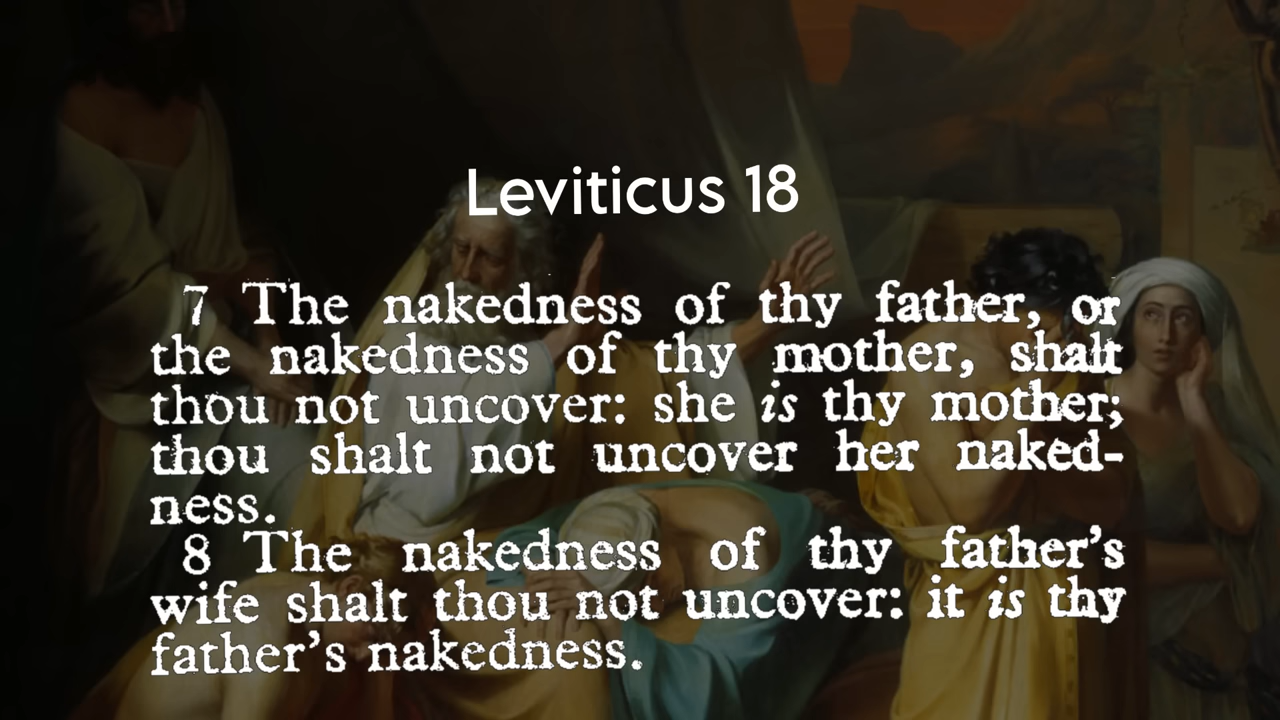 Leviticus 18
7 The nakedness of thy father, or
the nakedness of thy mother, shalt
thou not uncover: she is thy mother;
thou shalt not uncover her naked-
ness.
8 The nakedness of thy father's
wife shalt thou not uncover: it is thy
father's nakedness.